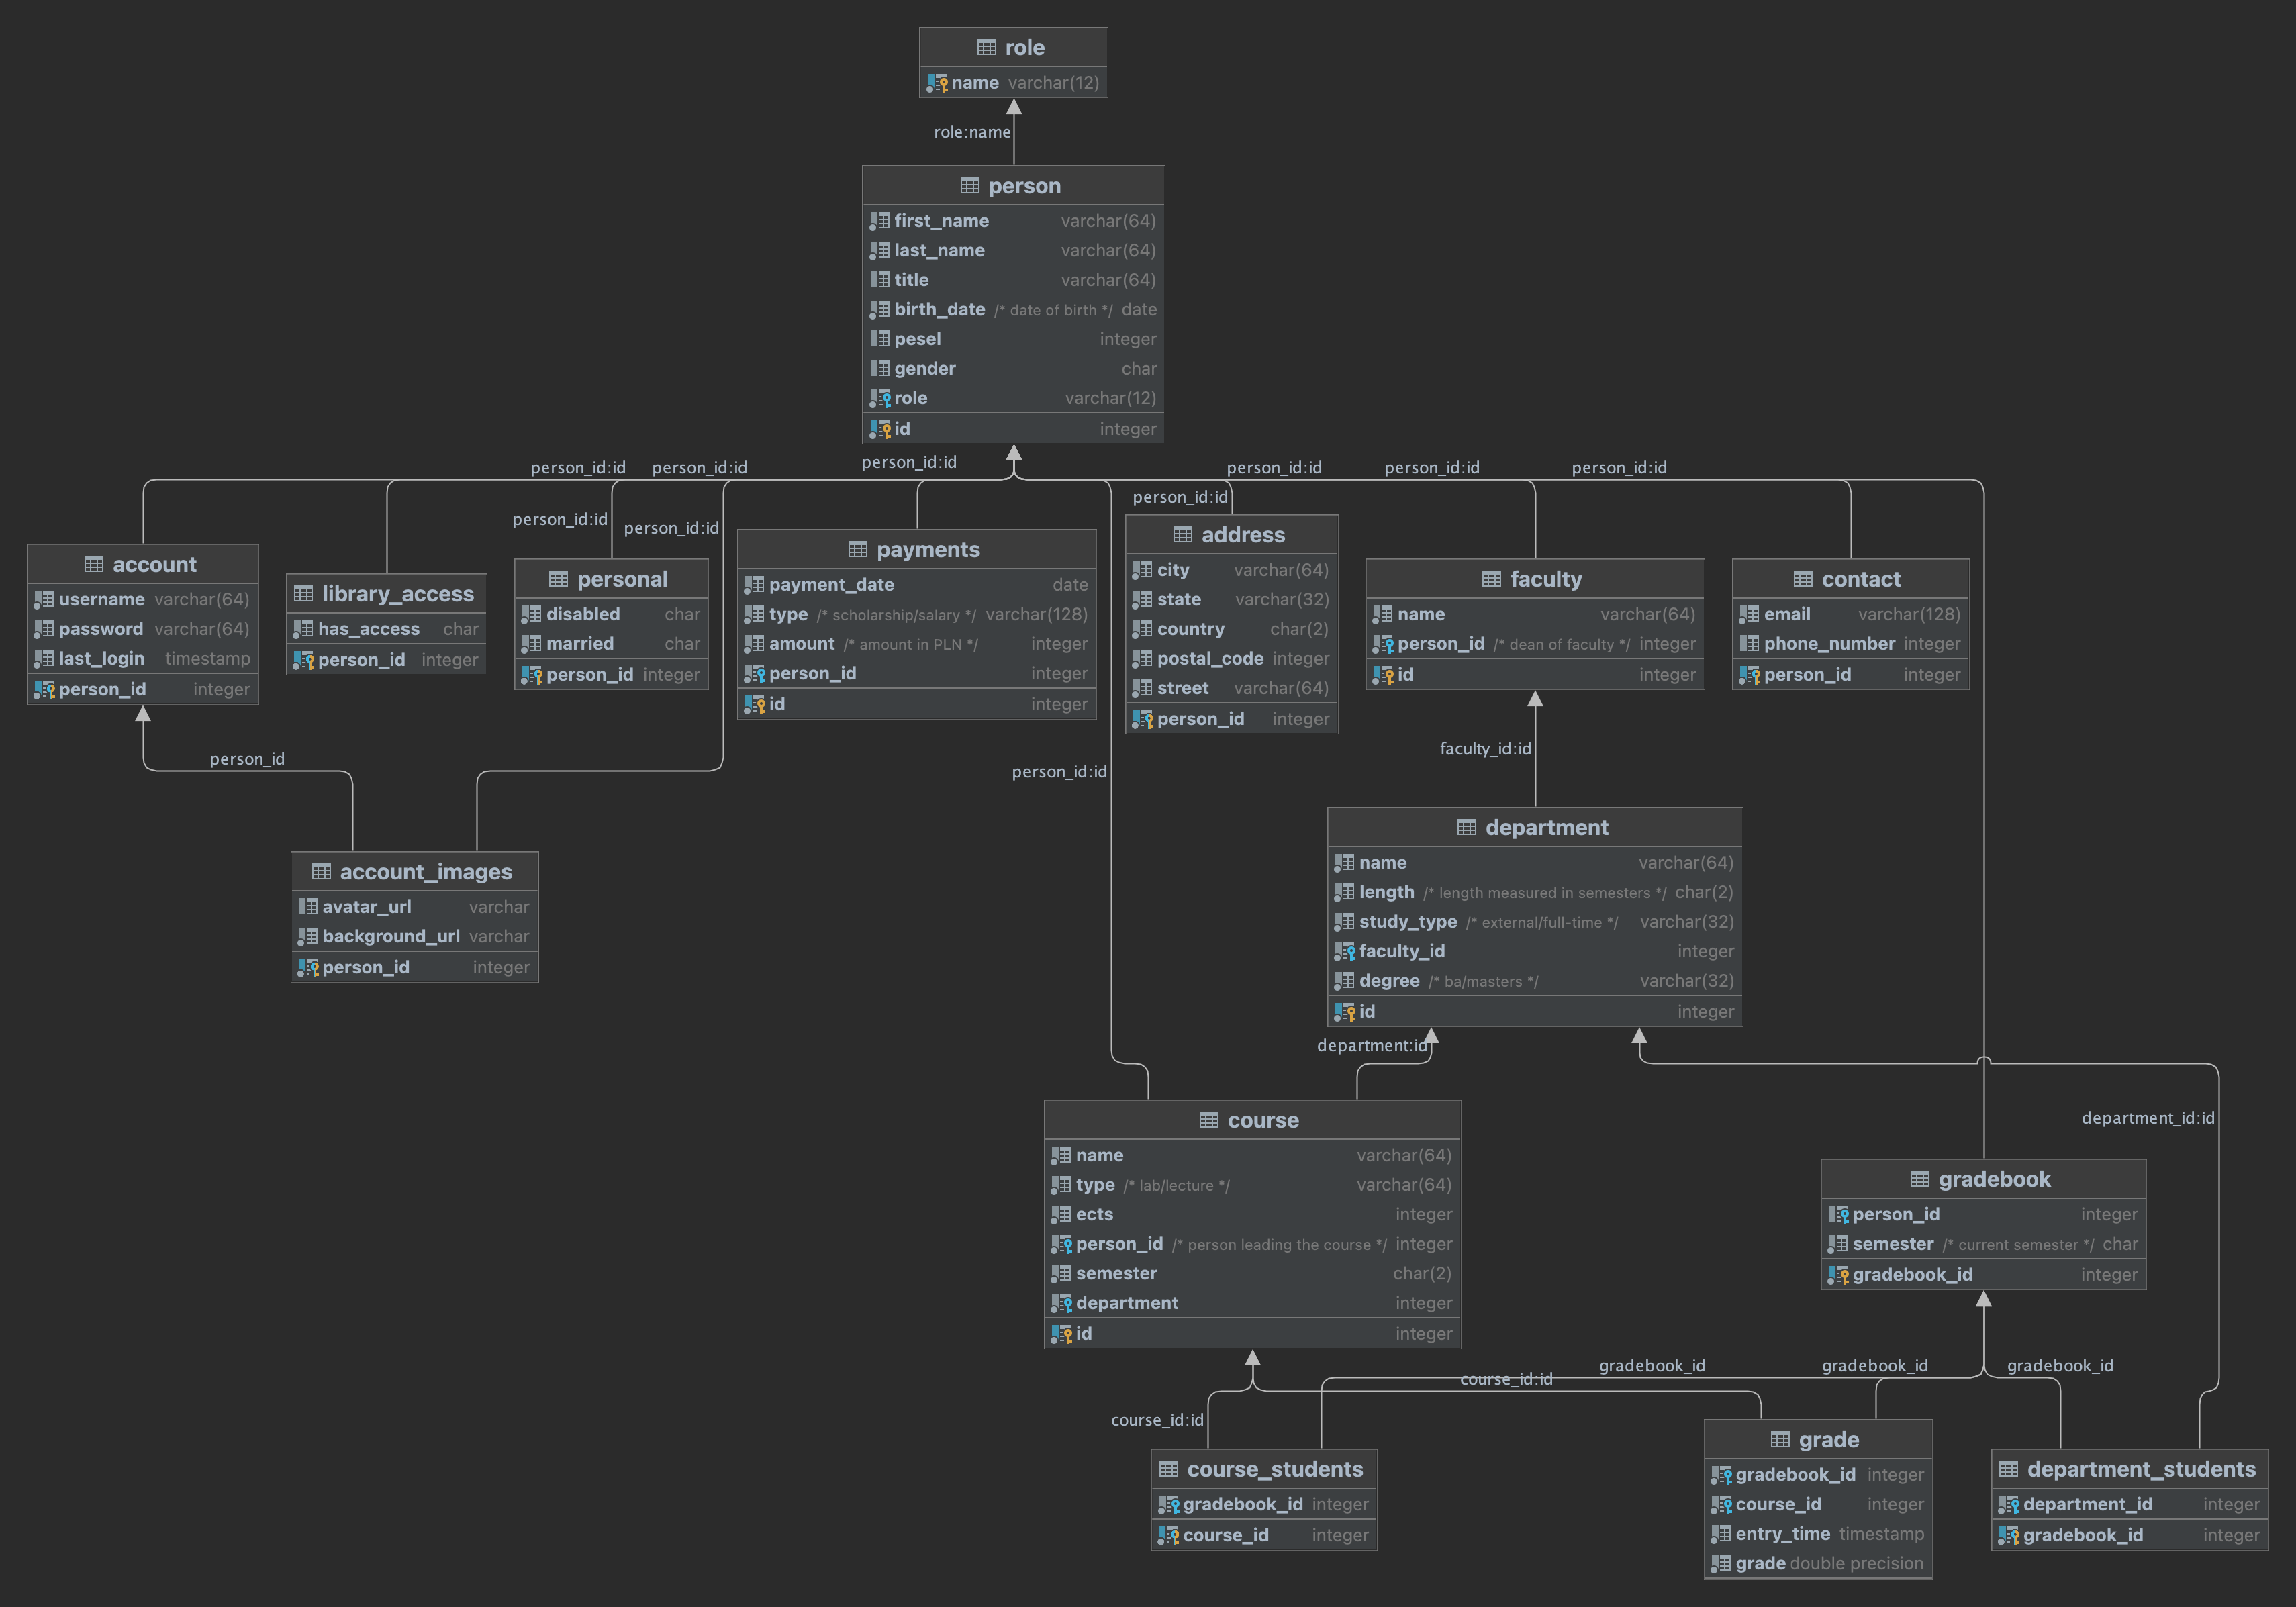 role
name varchar(12)
role:name
person
first_name varchar(64)
last_name varchar(64)
title varchar(64)
birth_date /* date of birth */ date
pesel integer
gender char
role varchar(12)
id integer
person_id:id person_id:id person_id:id person_id:id person_id:id person_id:id
person_id:id
person_id:id person_id:id
account
username varchar(64)
password varchar(64)
last_login timestamp
person_id integer
library_access
has_access char
person_id integer
personal
disabled char
married char
person_id integer
payments
payment_date date
type /* scholarship/salary */ varchar(128)
amount /* amount in PLN */ integer
person_id integer
id integer
address
city varchar(64)
state varchar(32)
country char(2)
postal_code integer
street varchar(64)
person_id integer
faculty
name varchar(64)
person_id /* dean of faculty */ integer
id integer
contact
email varchar(128)
phone_number integer
person_id integer
person_id
person_id:id
faculty_id:id
account_images
avatar_url varchar
background_url varchar
person_id integer
department
name varchar(64)
length /* length measured in semesters */ char(2)
study_type /* external/full-time */ varchar(32)
faculty_id integer
degree /* ba/masters */ varchar(32)
id integer
department:id
department_id:id
course
name varchar(64)
type /* lab/lecture */ varchar(64)
ects integer
person_id /* person leading the course */ integer
semester char(2)
department integer
id integer
gradebook
person_id integer
semester /* current semester */ char
gradebook_id integer
gradebook_id gradebook_id gradebook_id
course_id:id
course_id:id
course_students
gradebook_id integer
course_id integer
grade
gradebook_id integer
course_id integer
entry_time timestamp
grade double precision
department_students
department_id integer
gradebook_id integer